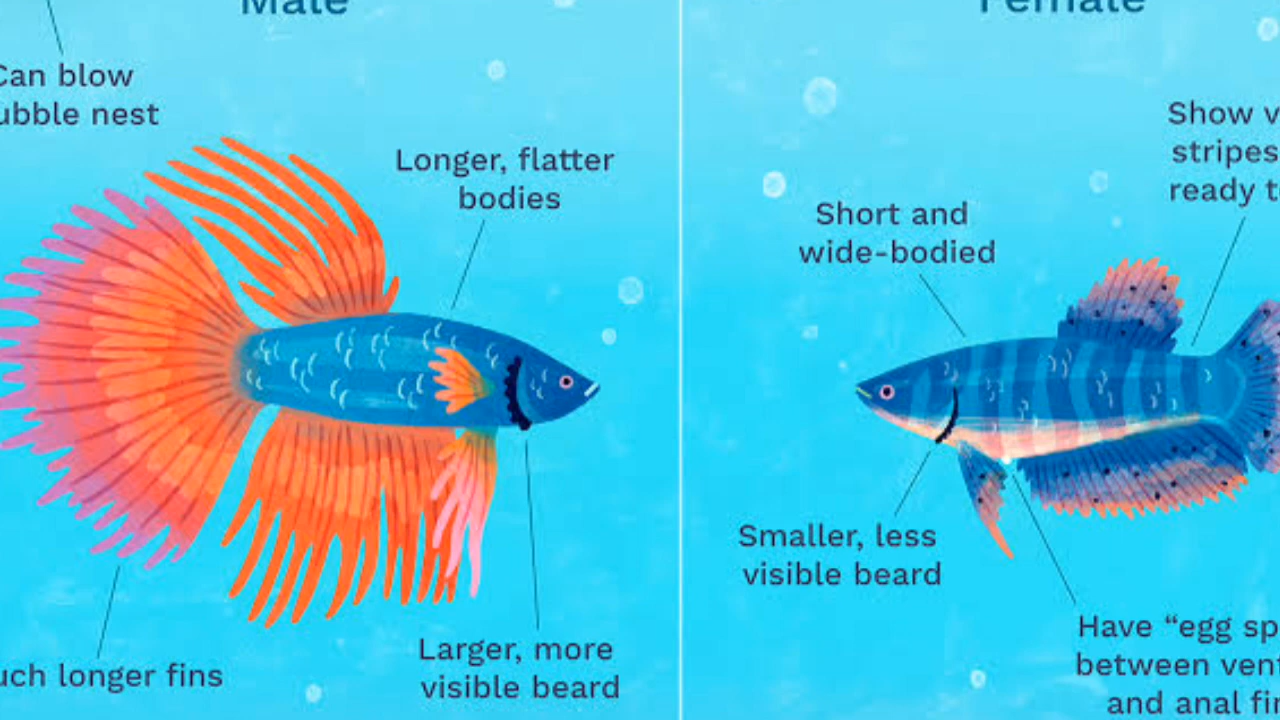 Male
Can blow
ubble nest
Longer, flatter
bodies
uch longer fins
Larger, more
visible beard
Female
Show v
stripes
ready t
Short and
wide-bodied
Smaller, less
visible beard
Have “egg sp
between vent
and anal fin